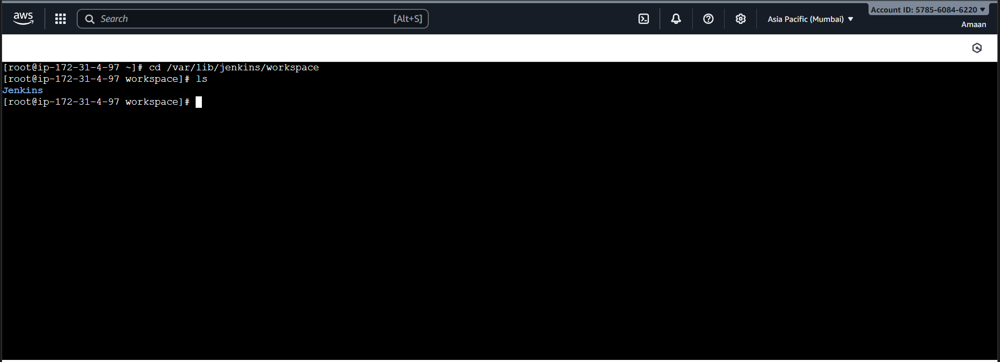 aws
Search [Alt+S]
Asia Pacific (Mumbai)
Account ID: 5785-6084-6220
Amaan
[root@ip-172-31-4-97 ~]# cd /var/lib/jenkins/workspace
[root@ip-172-31-4-97 workspace]# ls
Jenkins
[root@ip-172-31-4-97 workspace]#